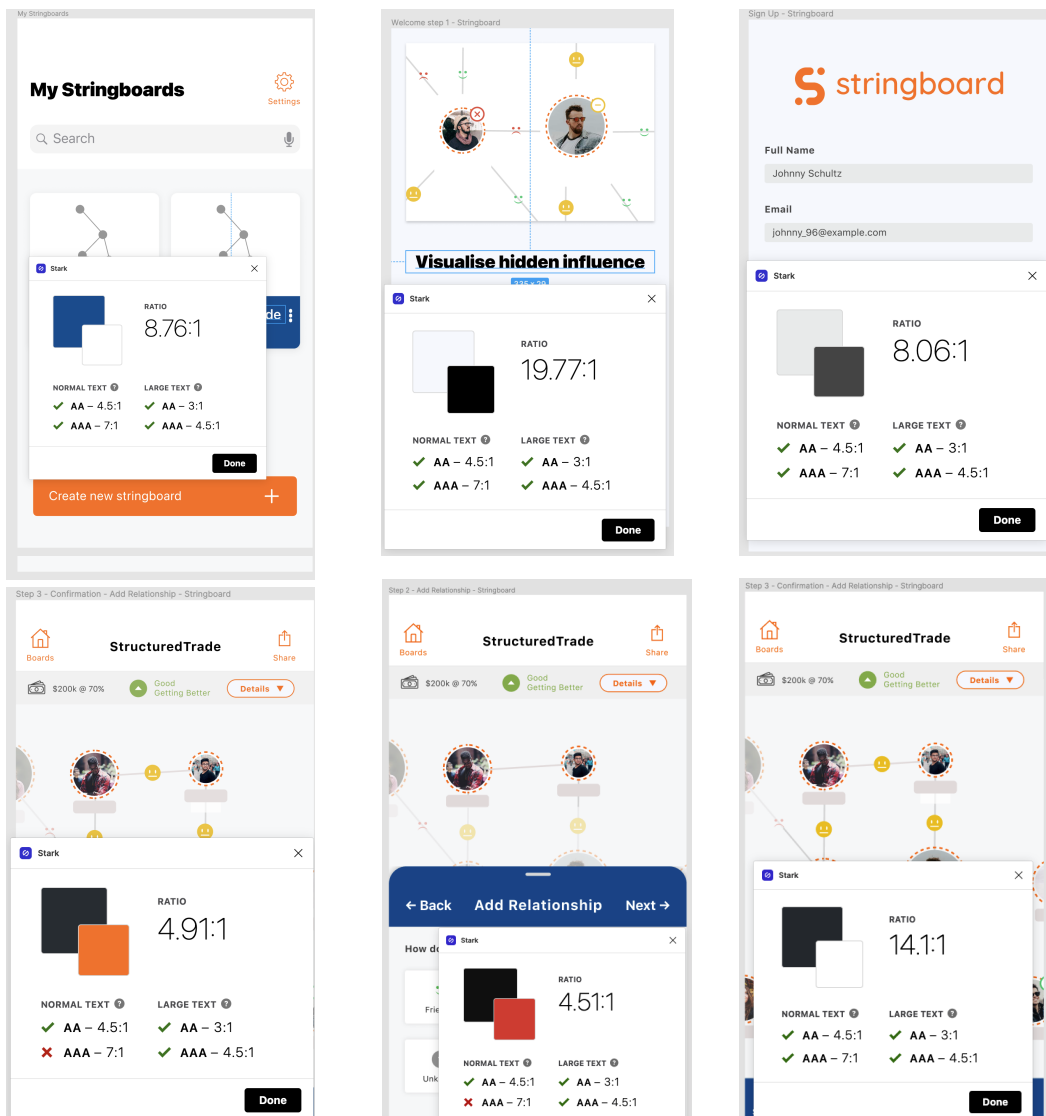 My Stringboards
My Stringboards
Settings
Search
de
Stark
RATIO
8.76:1
NORMAL TEXT ?
LARGE TEXT ?
AA – 4.5:1
AA – 3:1
AAA – 7:1
AAA – 4.5:1
Done
Create new stringboard
Welcome step 1 - Stringboard
Visualise hidden influence
Stark
RATIO
19.77:1
NORMAL TEXT ?
LARGE TEXT ?
AA – 4.5:1
AA – 3:1
AAA – 7:1
AAA – 4.5:1
Done
Sign Up - Stringboard
stringboard
Full Name
Johnny Schultz
Email
johnny_96@example.com
Stark
RATIO
8.06:1
NORMAL TEXT ?
LARGE TEXT ?
AA – 4.5:1
AA – 3:1
AAA – 7:1
AAA – 4.5:1
Done
Step 3 - Confirmation - Add Relationship - Stringboard
Boards
StructuredTrade
Share
$200k @ 70%
Good
Getting Better
Details ▼
Stark
RATIO
4.91:1
NORMAL TEXT ?
LARGE TEXT ?
AA – 4.5:1
AA – 3:1
AAA – 7:1
AAA – 4.5:1
Done
Step 2 - Add Relationship - Stringboard
Boards
StructuredTrade
Share
$200k @ 70%
Good
Getting Better
Details ▼
← Back
Add Relationship
Next →
How d
Stark
Frie
Unk
RATIO
4.51:1
NORMAL TEXT ?
LARGE TEXT ?
AA – 4.5:1
AA – 3:1
AAA – 7:1
AAA – 4.5:1
Step 3 - Confirmation - Add Relationship - Stringboard
Boards
StructuredTrade
Share
$200k @ 70%
Good
Getting Better
Details ▼
Stark
RATIO
14.1:1
NORMAL TEXT ?
LARGE TEXT ?
AA – 4.5:1
AA – 3:1
AAA – 7:1
AAA – 4.5:1
Done